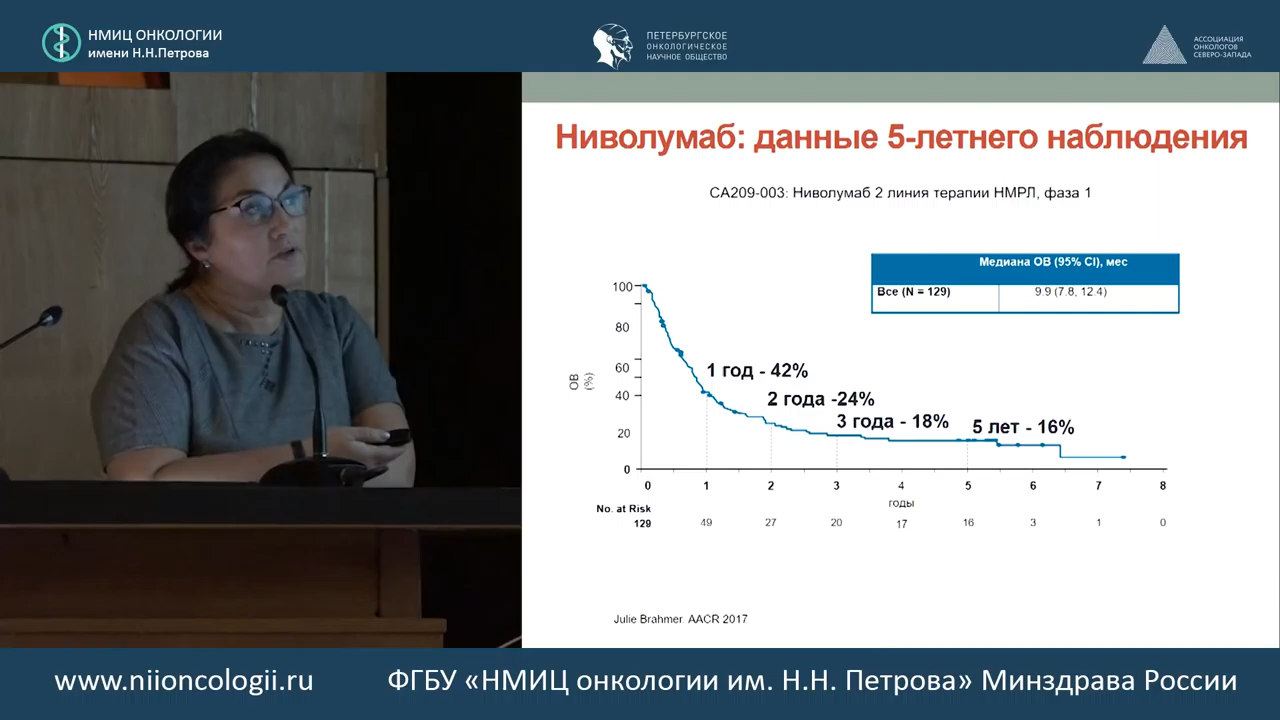 НМИЦ ОНКОЛОГИИ
имени Н.Н.Петрова
ПЕТЕРБУРГСКОЕ
ОНКОЛОГИЧЕСКОЕ
НАУЧНОЕ ОБЩЕСТВО
АССОЦИАЦИЯ
ОНКОЛОГОВ
СЕВЕРО-ЗАПАДА
Ниволумаб: данные 5-летнего наблюдения
CA209-003: Ниволумаб 2 линия терапии НМРЛ, фаза 1
Медиана ОВ (95% CI), мес
Все (N = 129) 9.9 (7.8, 12.4)
100
80
60
40
20
0
ОВ
(%)
1 год - 42%
2 года -24%
3 года - 18%
5 лет - 16%
0 1 2 3 4 5 6 7 8
годы
No. at Risk
129 49 27 20 17 16 3 1 0
Julie Brahmer. AACR 2017
www.niioncologii.ru
ФГБУ «НМИЦ онкологии им. Н.Н. Петрова» Минздрава России